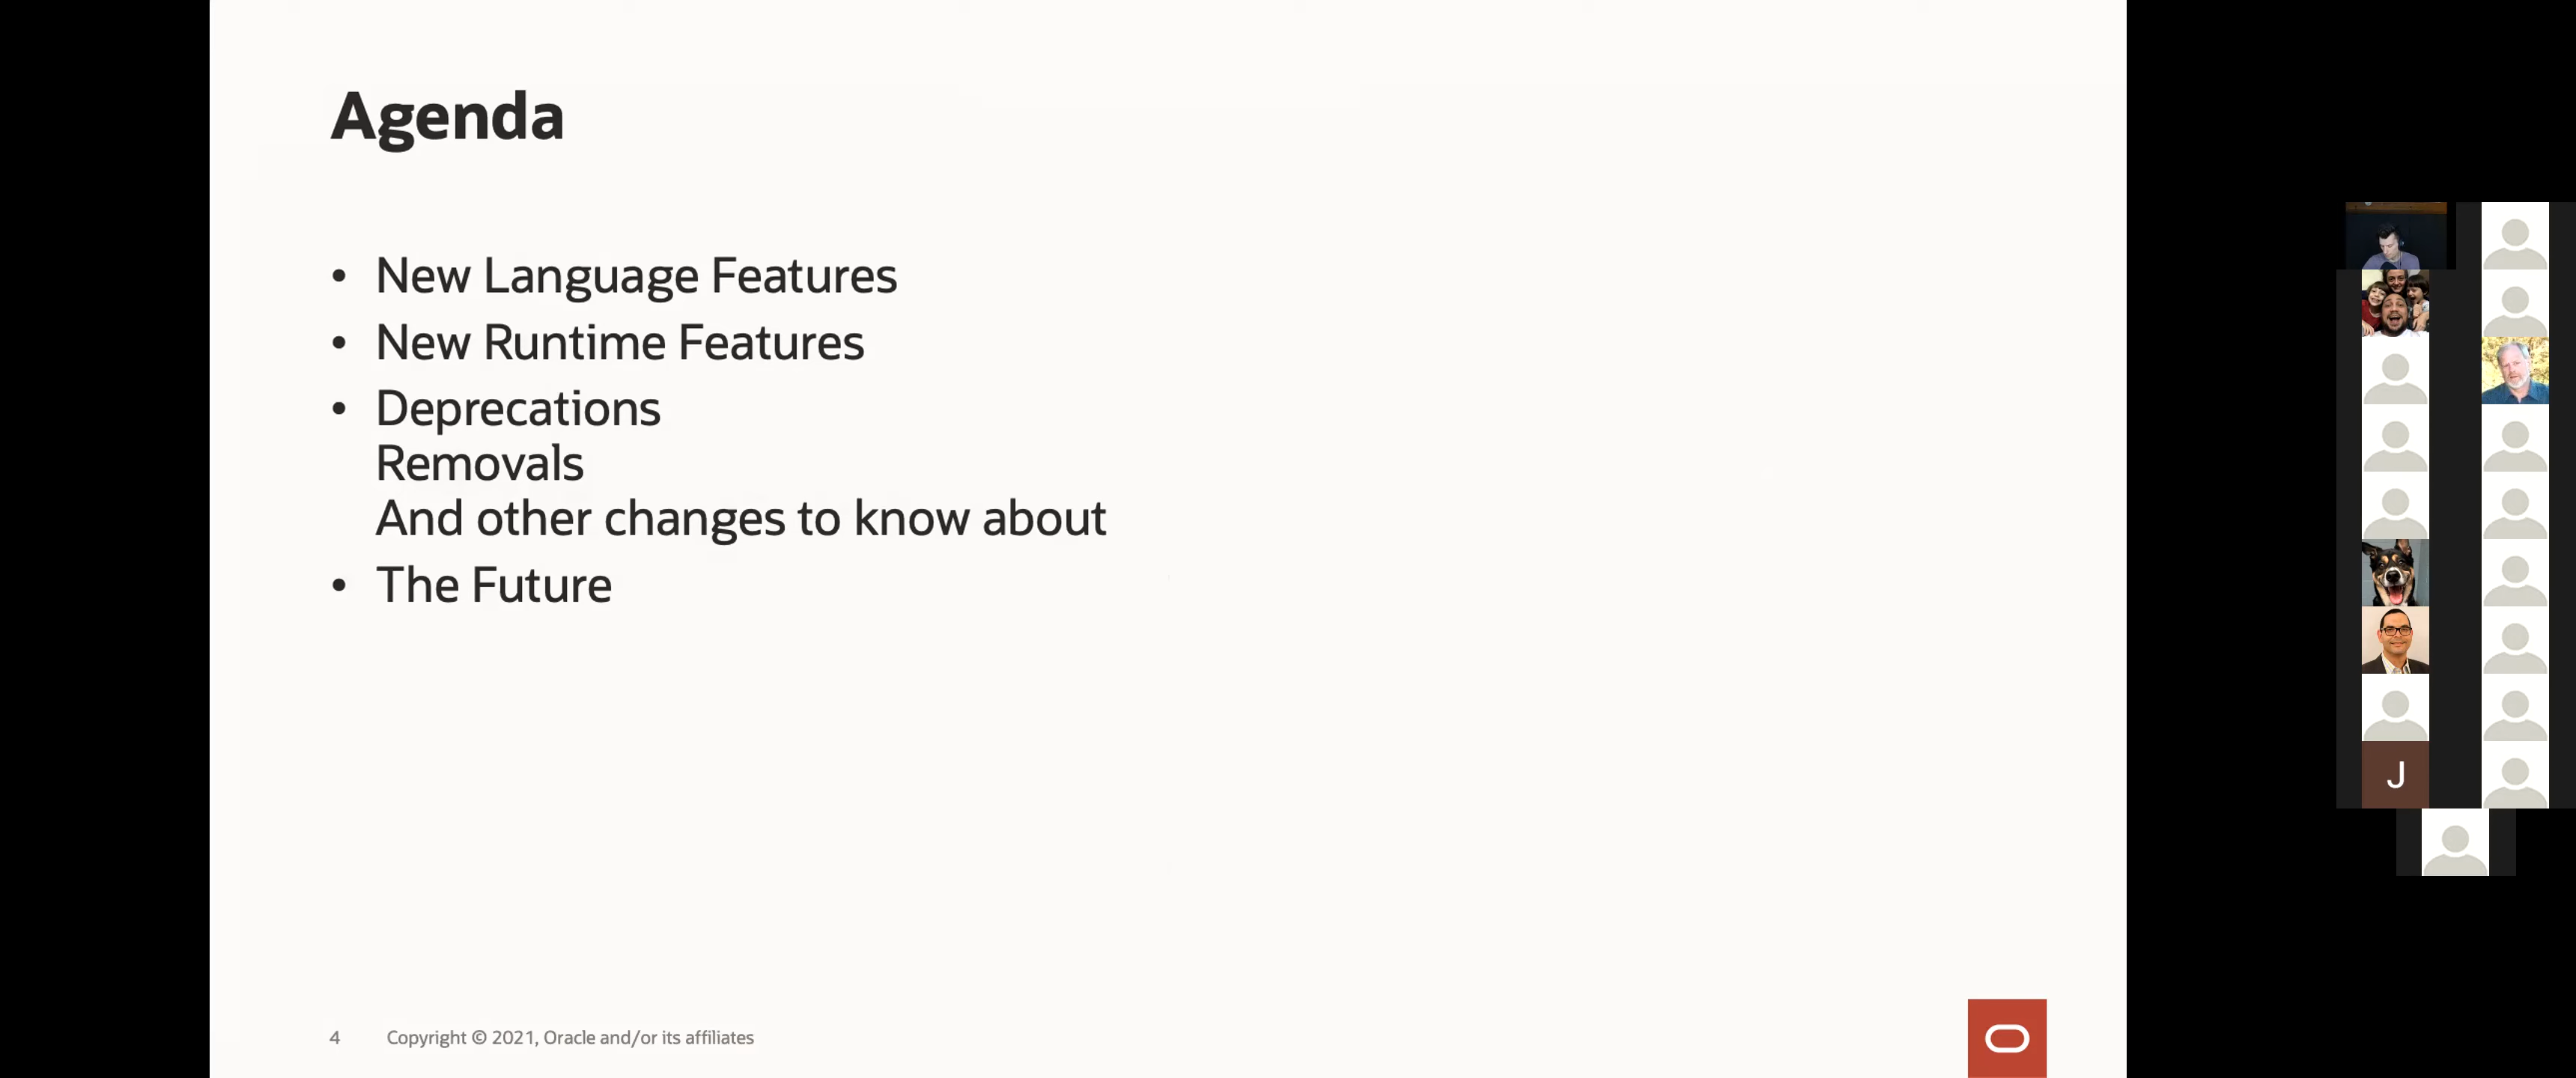 Agenda
• New Language Features
• New Runtime Features
• Deprecations
Removals
And other changes to know about
• The Future
4 Copyright © 2021, Oracle and/or its affiliates
J